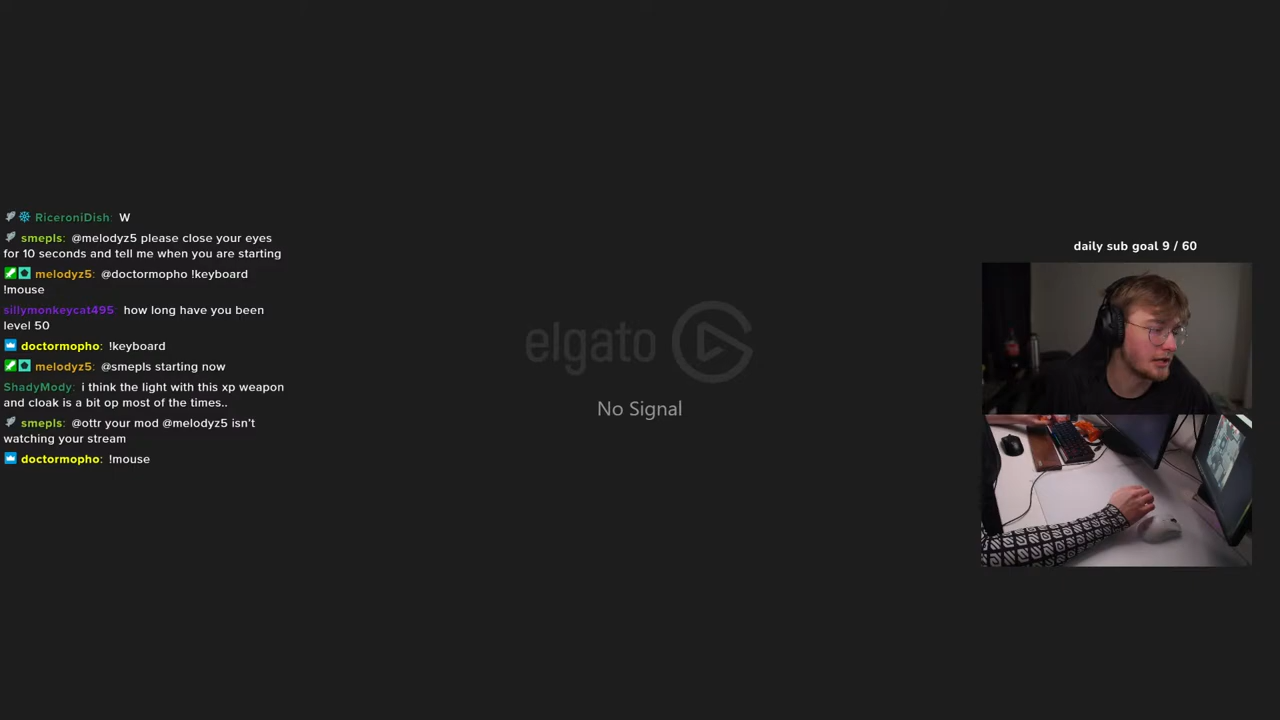 RiceroniDish: W
smepls: @melodyz5 please close your eyes
for 10 seconds and tell me when you are starting
melodyz5: @doctormopho !keyboard
!mouse
sillymonkeycat495: how long have you been
level 50
doctormopho: !keyboard
melodyz5: @smepls starting now
ShadyMody: i think the light with this xp weapon
and cloak is a bit op most of the times..
smepls: @ottr your mod @melodyz5 isn't
watching your stream
doctormopho: !mouse
elgato
No Signal
daily sub goal 9 / 60